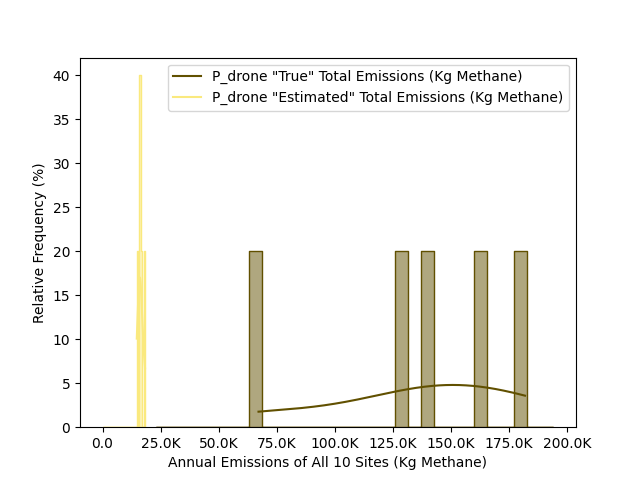 P_drone "True" Total Emissions (Kg Methane)
P_drone "Estimated" Total Emissions (Kg Methane)
Relative Frequency (%)
40
35
30
25
20
15
10
5
0
0.0 25.0K 50.0K 75.0K 100.0K 125.0K 150.0K 175.0K 200.0K
Annual Emissions of All 10 Sites (Kg Methane)